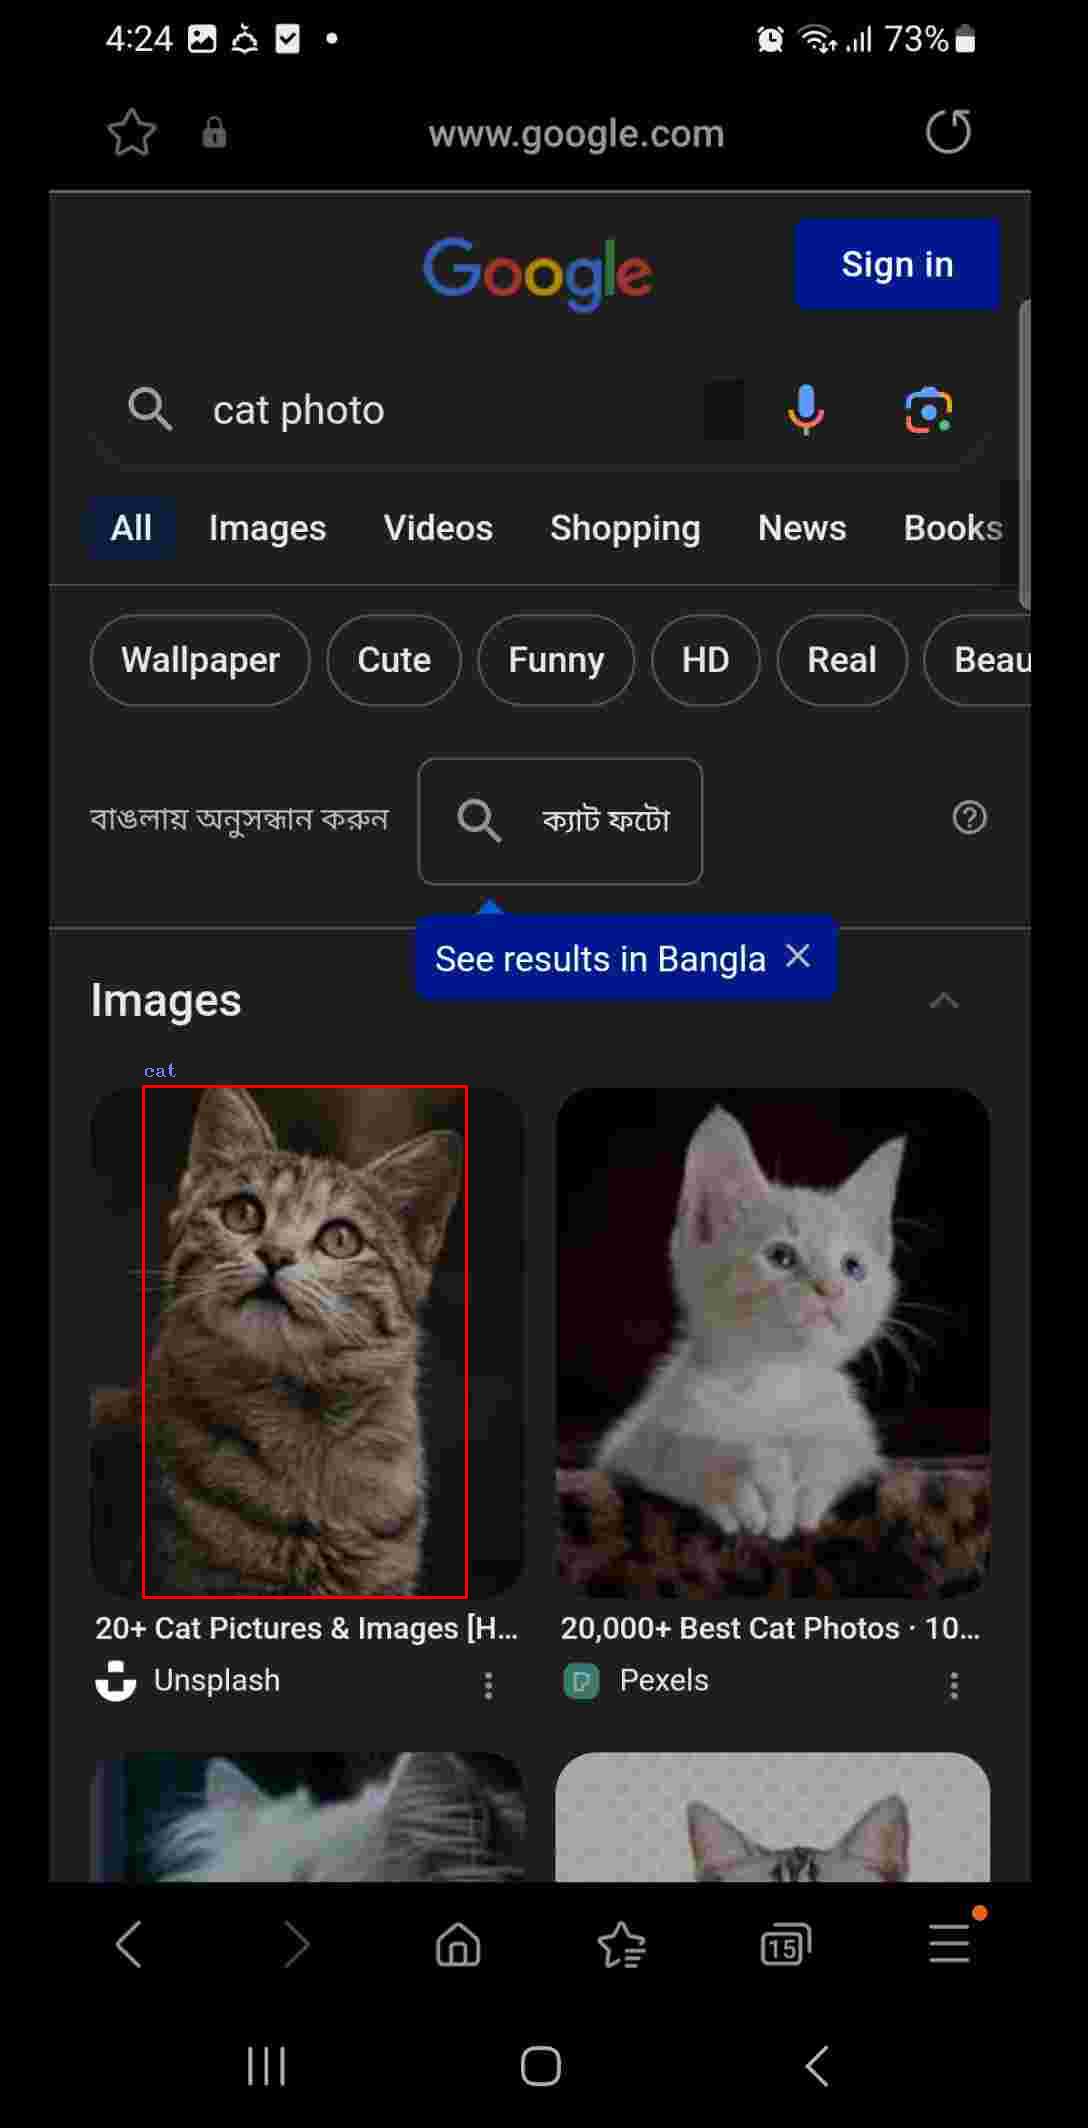 4:24 73%
www.google.com
Google Sign in
cat photo
All Images Videos Shopping News Books
Wallpaper Cute Funny HD Real Beau
বাঙলায় অনুসন্ধান করুন ক্যাট ফটো
See results in Bangla
Images
cat
20+ Cat Pictures & Images [H... 20,000+ Best Cat Photos · 10...
Unsplash Pexels
15